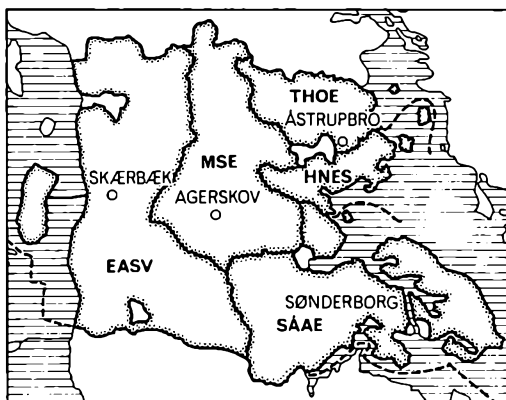 THOE
ÅSTRUPBRO
MSE
HNES
SKÆRBÆK
AGERSKOV
EASV
SØNDERBORG
SÅAE